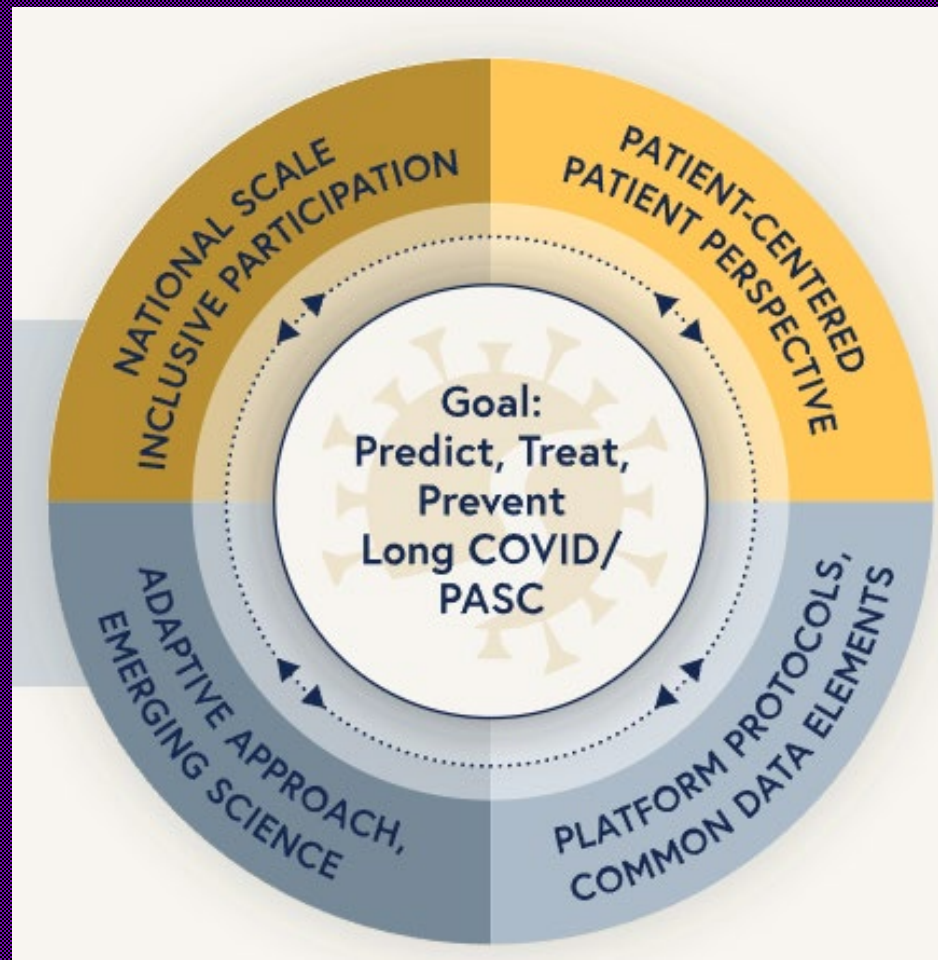 NATIONAL SCALE
INCLUSIVE PARTICIPATION
PATIENT-CENTERED
PATIENT PERSPECTIVE
Goal:
Predict, Treat,
Prevent
Long COVID/
PASC
ADAPTIVE APPROACH,
EMERGING SCIENCE
PLATFORM PROTOCOLS,
COMMON DATA ELEMENTS